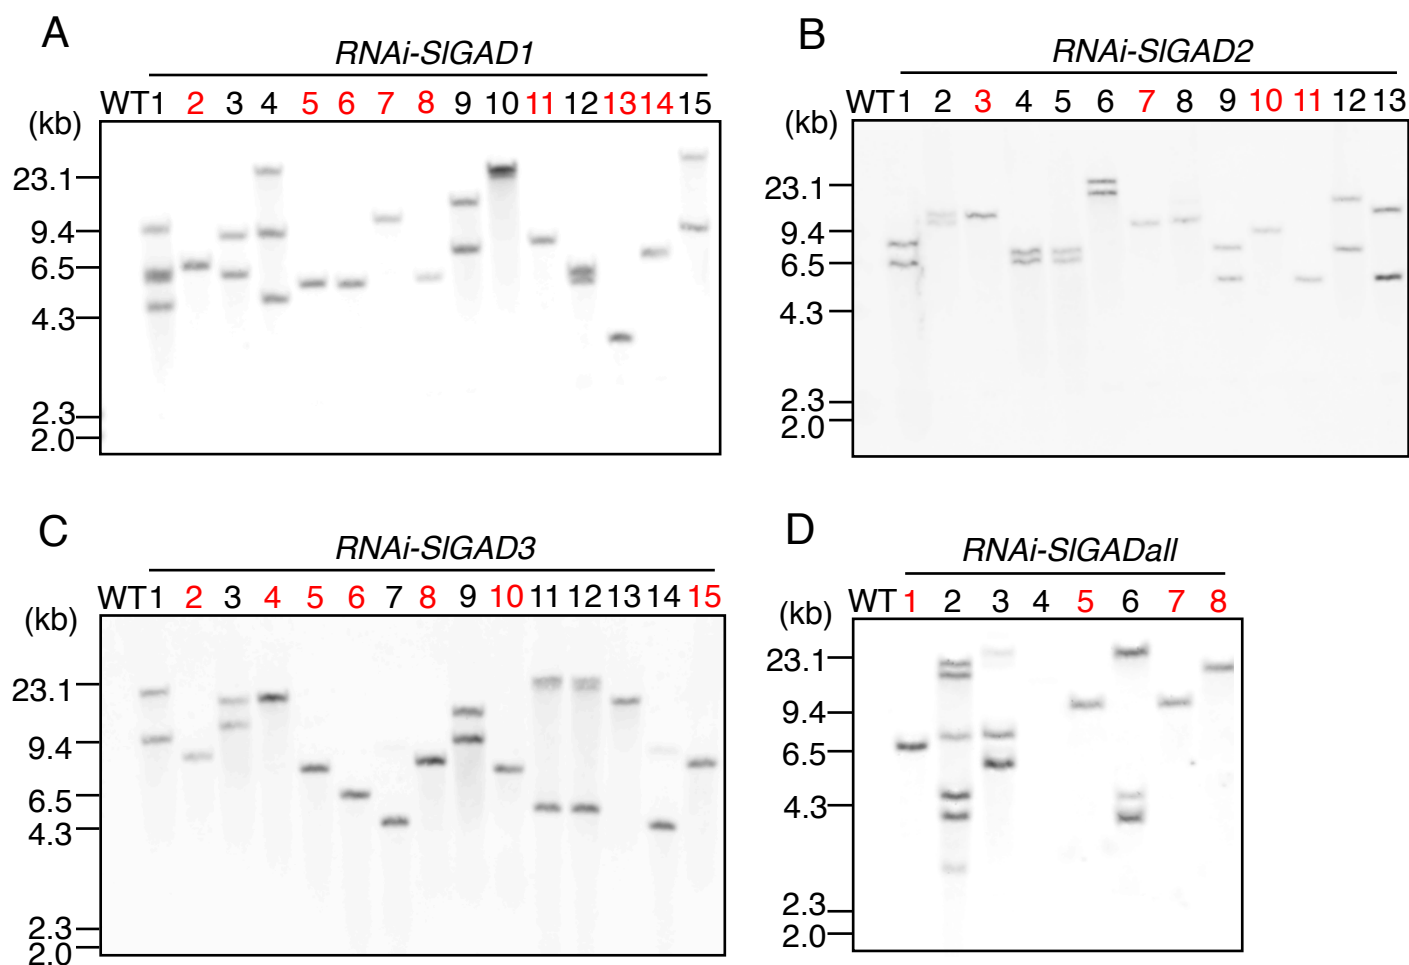 A
RNAi-SlGAD1
WT 1 2 3 4 5 6 7 8 9 10 11 12 13 14 15
(kb)
23.1
9.4
6.5
4.3
2.3
2.0
B
RNAi-SlGAD2
WT 1 2 3 4 5 6 7 8 9 10 11 12 13
(kb)
23.1
9.4
6.5
4.3
2.3
2.0
C
RNAi-SlGAD3
WT 1 2 3 4 5 6 7 8 9 10 11 12 13 14 15
(kb)
23.1
9.4
6.5
4.3
2.3
2.0
D
RNAi-SlGADall
WT 1 2 3 4 5 6 7 8
(kb)
23.1
9.4
6.5
4.3
2.3
2.0